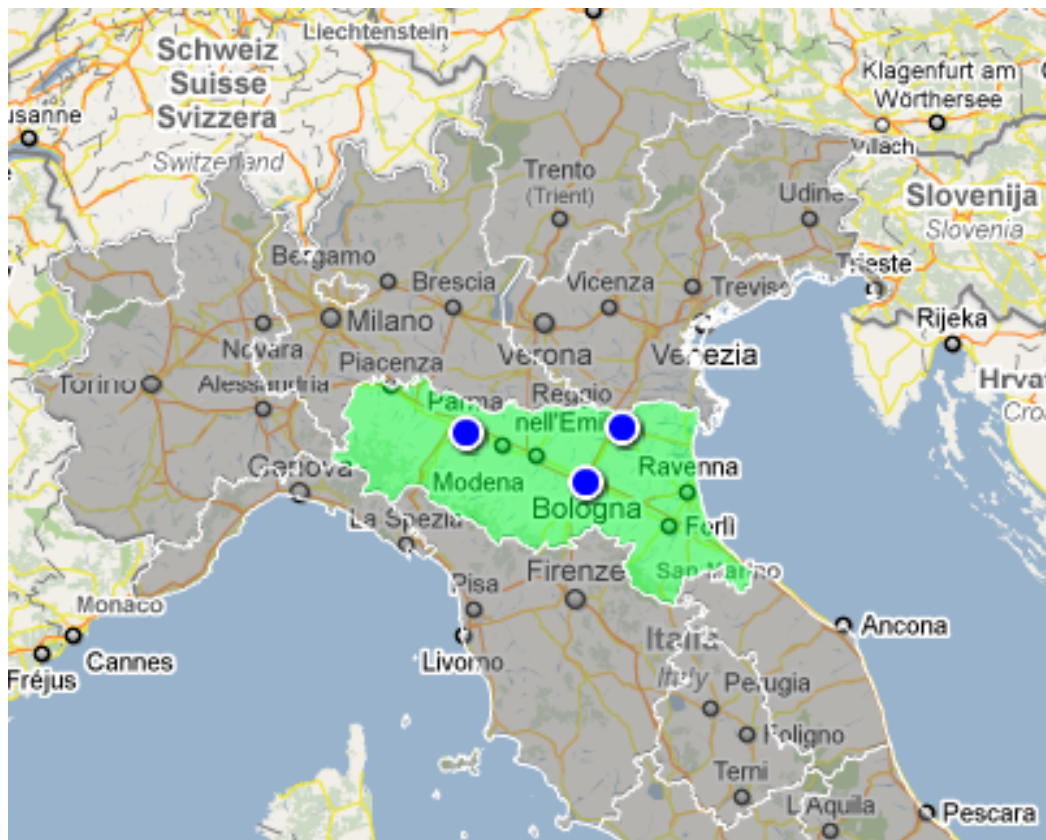 Liechtenstein
Schweiz
Suisse
Svizzera
Switzerland
usanne
Klagenfurt am
Wörthersee
Villach
Slovenija
Slovenia
Trento
(Trient)
Udine
Trieste
Bergamo
Brescia
Vicenza
Treviso
Rijeka
Milano
Novara
Verona
Venezia
Torino
Alessandria
Piacenza
Parma
Reggio
nell'Emi
Hrva
Cro
Genova
Modena
Ravenna
Bologna
La Spezia
Forlì
Firenze
San Marino
Pisa
Monaco
Cannes
Fréjus
Livorno
Italia
Italy
Ancona
Perugia
Foligno
Terni
L'Aquila
Pescara